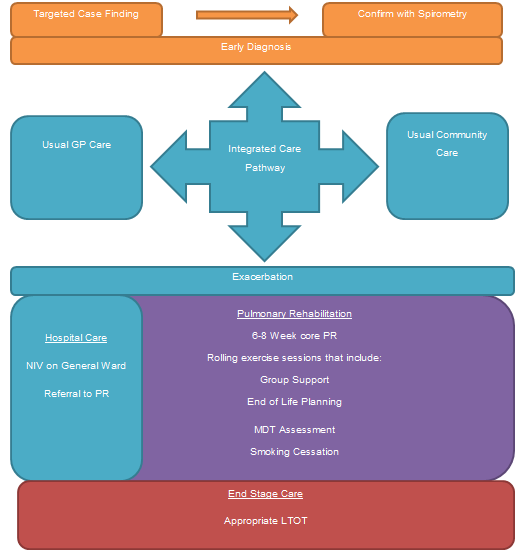 Targeted Case Finding
Confirm with Spirometry
Early Diagnosis
Usual GP Care
Integrated Care
Pathway
Usual Community
Care
Exacerbation
Hospital Care
NIV on General Ward
Referral to PR
Pulmonary Rehabilitation
6-8 Week core PR
Rolling exercise sessions that include:
Group Support
End of Life Planning
MDT Assessment
Smoking Cessation
End Stage Care
Appropriate LTOT